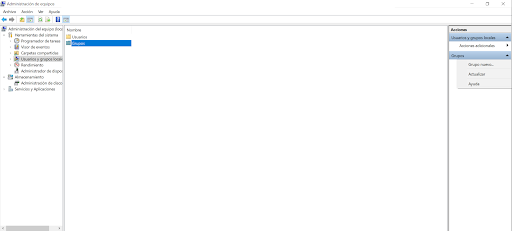 Administración de equipos
Archivo Acción Ver Ayuda
Administración del equipo (loca
Herramientas del sistema
Programador de tareas
Visor de eventos
Carpetas compartidas
Usuarios y grupos locale
Rendimiento
Administrador de dispos
Almacenamiento
Administración de discos
Servicios y Aplicaciones
Nombre
Usuarios
Grupos
Acciones
Usuarios y grupos locales
Acciones adicionales
Grupos
Grupo nuevo...
Actualizar
Ayuda